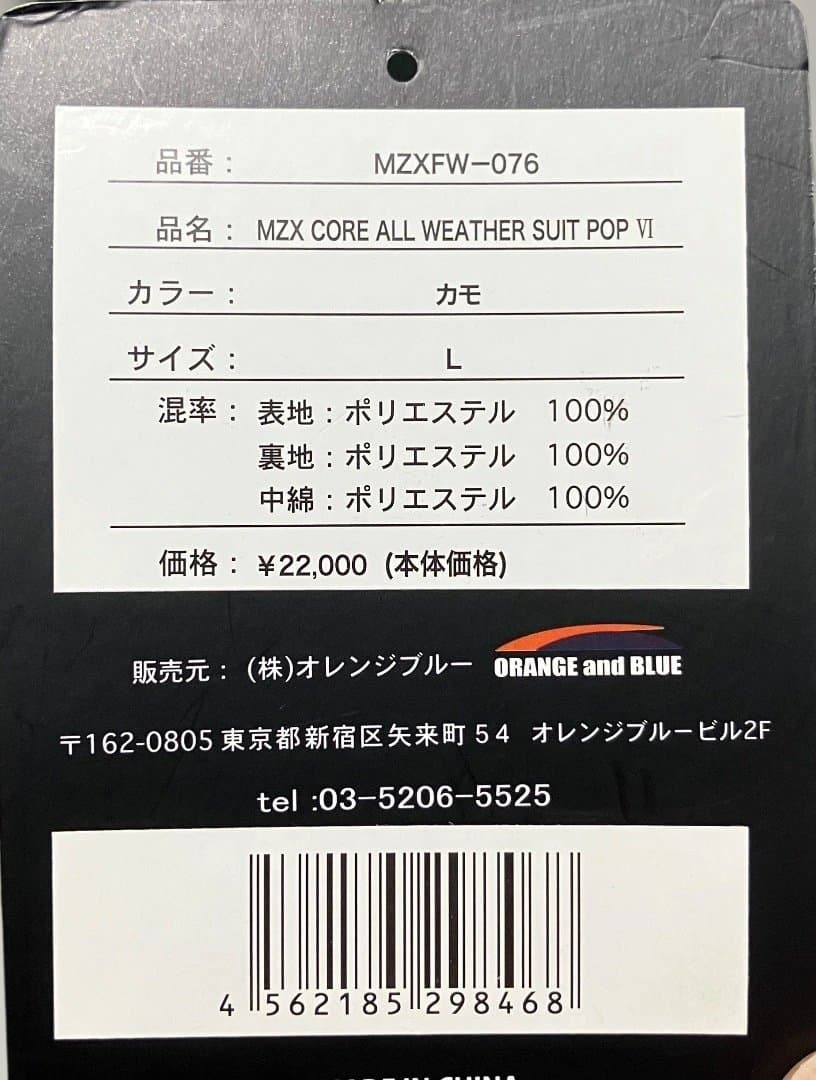 品番： MZXFW-076
品名： MZX CORE ALL WEATHER SUIT POP Ⅵ
カラー： カモ
サイズ： L
混率： 表地：ポリエステル 100%
裏地：ポリエステル 100%
中綿：ポリエステル 100%
価格： ¥22,000 (本体価格)
販売元： (株)オレンジブルー ORANGE and BLUE
〒162-0805 東京都新宿区矢来町５４ オレンジブルービル2F
tel :03-5206-5525
4 562185 298468
MADE IN CHINA